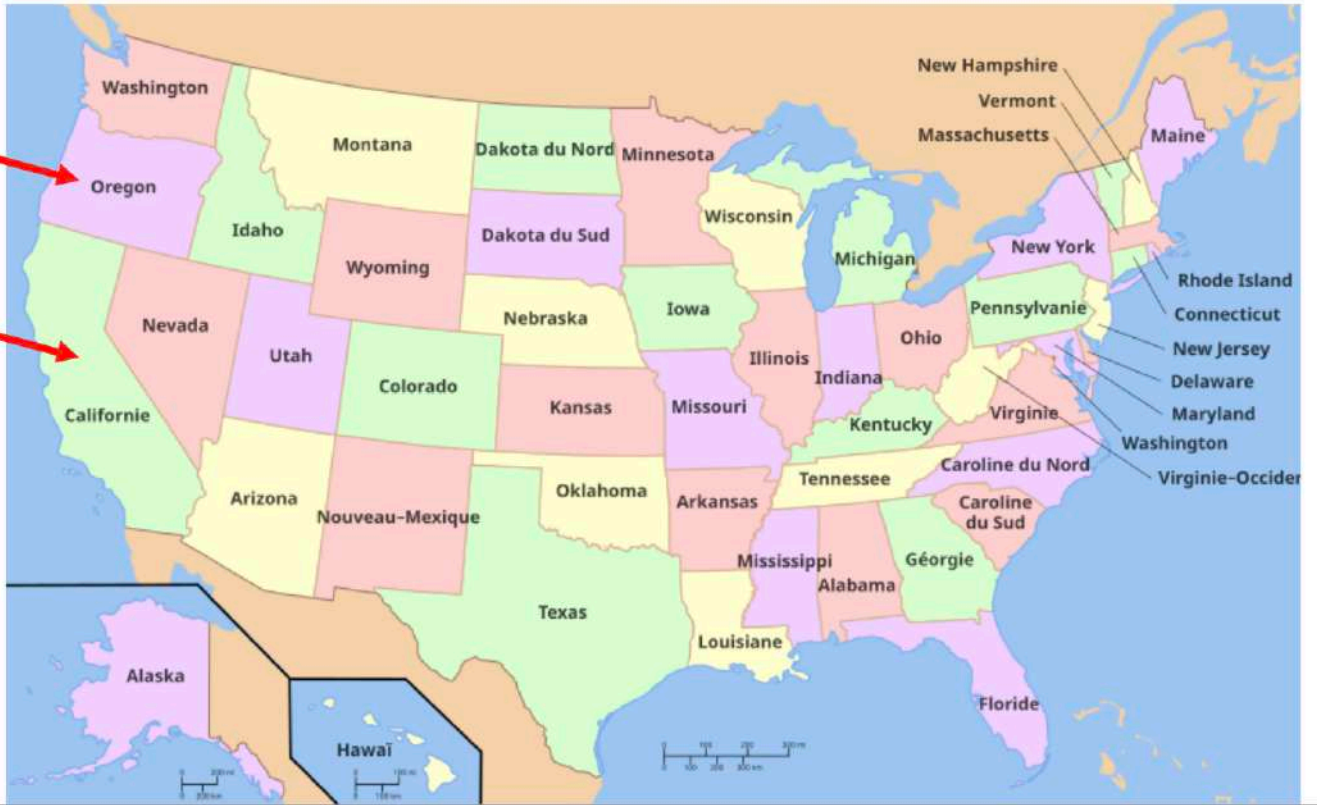 New Hampshire
Washington
Vermont
Massachusetts
Maine
Montana
Dakota du Nord
Minnesota
Oregon
Idaho
Wisconsin
Dakota du Sud
New York
Michigan
Wyoming
Rhode Island
Iowa
Pennsylvanie
Connecticut
Nebraska
Nevada
Ohio
New Jersey
Utah
Illinois
Indiana
Colorado
Delaware
Kansas
Missouri
Californie
Virginie
Maryland
Kentucky
Washington
Caroline du Nord
Tennessee
Virginie-Occiden
Arizona
Oklahoma
Arkansas
Caroline
du Sud
Nouveau-Mexique
Mississippi
Géorgie
Alabama
Texas
Louisiane
Alaska
Floride
Hawaï